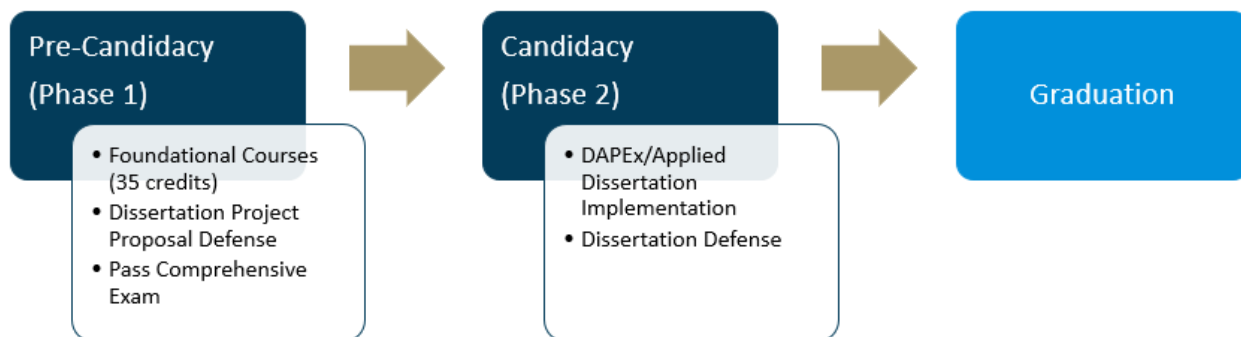 Pre-Candidacy
(Phase 1)
• Foundational Courses
(35 credits)
• Dissertation Project
Proposal Defense
• Pass Comprehensive
Exam
Candidacy
(Phase 2)
• DAPEx/Applied
Dissertation
Implementation
• Dissertation Defense
Graduation